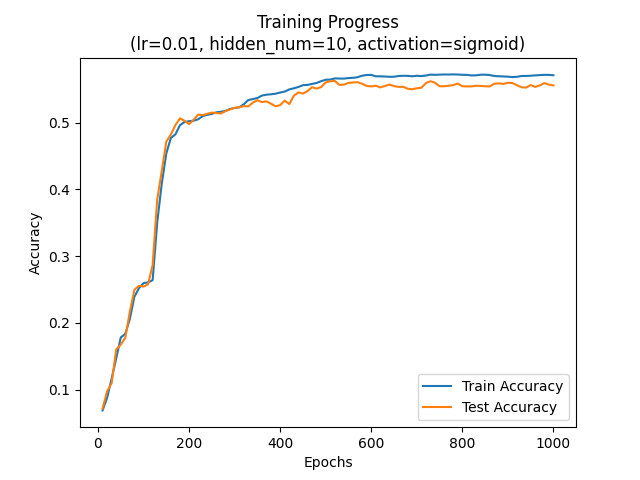 Training Progress
(lr=0.01, hidden_num=10, activation=sigmoid)
0.5
0.4
0.3
0.2
0.1
Accuracy
Train Accuracy
Test Accuracy
0 200 400 600 800 1000
Epochs